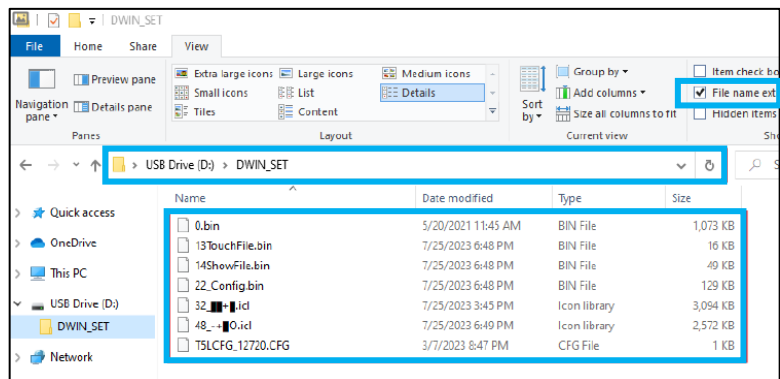 DWIN_SET
File Home Share View
Navigation pane
Preview pane
Details pane
Panes
Extra large icons Large icons Medium icons
Small icons List Details
Tiles Content
Layout
Sort by
Group by
Add columns
Size all columns to fit
Current view
Item check bo
File name ext
Hidden items
Sho
USB Drive (D:) > DWIN_SET
S
Name Date modified Type Size
Quick access
OneDrive
This PC
USB Drive (D:)
DWIN_SET
Network
0.bin 5/20/2021 11:45 AM BIN File 1,073 KB
13TouchFile.bin 7/25/2023 6:48 PM BIN File 16 KB
14ShowFile.bin 7/25/2023 6:48 PM BIN File 49 KB
22_Config.bin 7/25/2023 6:48 PM BIN File 129 KB
7/25/2023 3:45 PM Icon library 3,094 KB
7/25/2023 6:49 PM Icon library 2,572 KB
T5LCFG_12720.CFG 3/7/2023 8:47 PM CFG File 1 KB